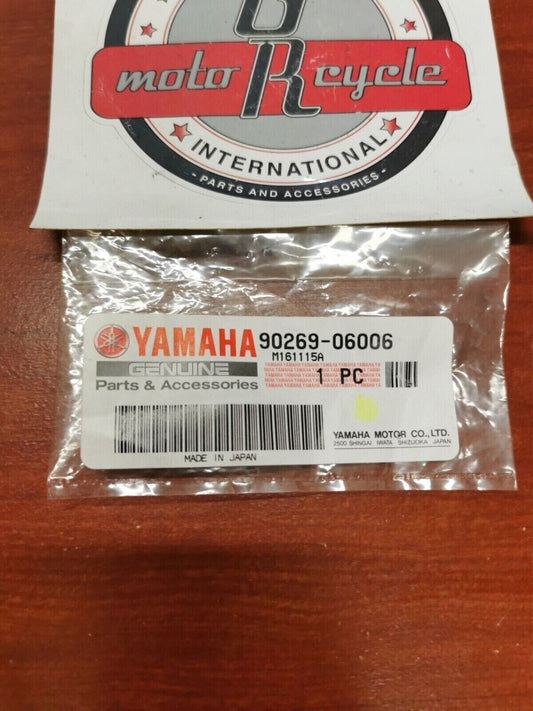 moto R cycle
INTERNATIONAL
- PARTS AND ACCESSORIES -
YAMAHA 90269-06006
M161115A
GENUINE
Parts & Accessories
1 PC
YAMAHA MOTOR CO., LTD.
2500 SHINGAI IWATA SHIZUOKA JAPAN
MADE IN JAPAN